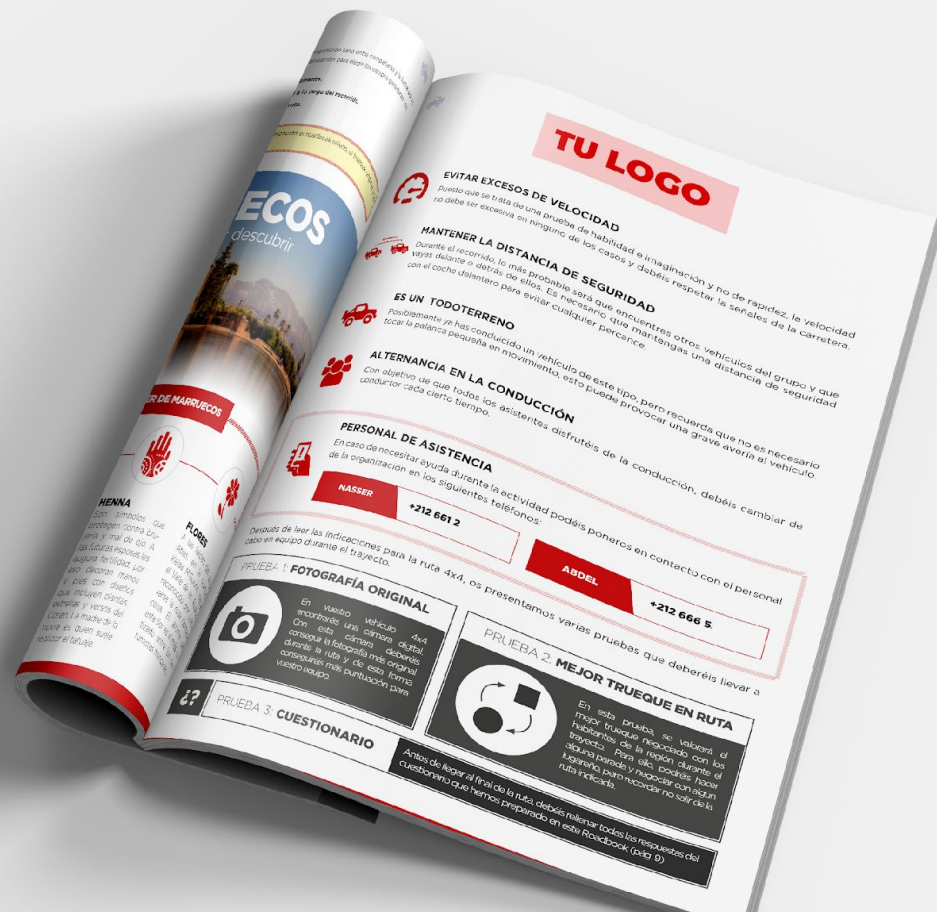 ECOS
descubrir
ER DE MARRUECOS
HENNA
FLORES
TU LOGO
EVITAR EXCESOS DE VELOCIDAD
Puesto que se trata de una prueba de habilidad e imaginación y no de rapidez, la velocidad
no debe ser excesiva en ninguno de los casos y debéis respetar la señales de la carretera.
MANTENER LA DISTANCIA DE SEGURIDAD
Durante el recorrido, lo más probable será que encuentres otros vehículos del grupo y que
vayas delante o detrás de ellos. Es necesario que mantengas una distancia de seguridad
con el coche delantero para evitar cualquier percance.
ES UN TODOTERRENO
Posiblemente ya has conducido un vehículo de este tipo, pero recuerda que no es necesario
tocar la palanca pequeña en movimiento, esto puede provocar una grave avería al vehículo.
ALTERNANCIA EN LA CONDUCCIÓN
Con objetivo de que todos los asistentes disfrutéis de la conducción, debéis cambiar de
conductor cada cierto tiempo.
PERSONAL DE ASISTENCIA
En caso de necesitar ayuda durante la actividad podéis poneros en contacto con el personal
de la organización en los siguientes teléfonos:
NASSER
+212 661 2
ABDEL
+212 666 5
Después de leer las indicaciones para la ruta 4x4, os presentamos varias pruebas que deberéis llevar a
cabo en equipo durante el trayecto.
PRUEBA 1: FOTOGRAFÍA ORIGINAL
En vuestro vehículo 4x4
encontraréis una cámara digital.
Con esta cámara deberéis
conseguir la fotografía más original
durante la ruta y de esta forma
conseguiras más puntuación para
vuestro equipo.
PRUEBA 2: MEJOR TRUEQUE EN RUTA
En esta prueba, se valorará el
mejor trueque negociado con los
habitantes de la región durante el
trayecto. Para ello, podréis hacer
alguna parada y negociar con algún
lugareño, pero recordar no salir de la
ruta indicada.
¿?
PRUEBA 3: CUESTIONARIO
Antes de llegar al final de la ruta, debéis rellenar todas las respuestas del
cuestionario que hemos preparado en este Roadbook (pág 9)